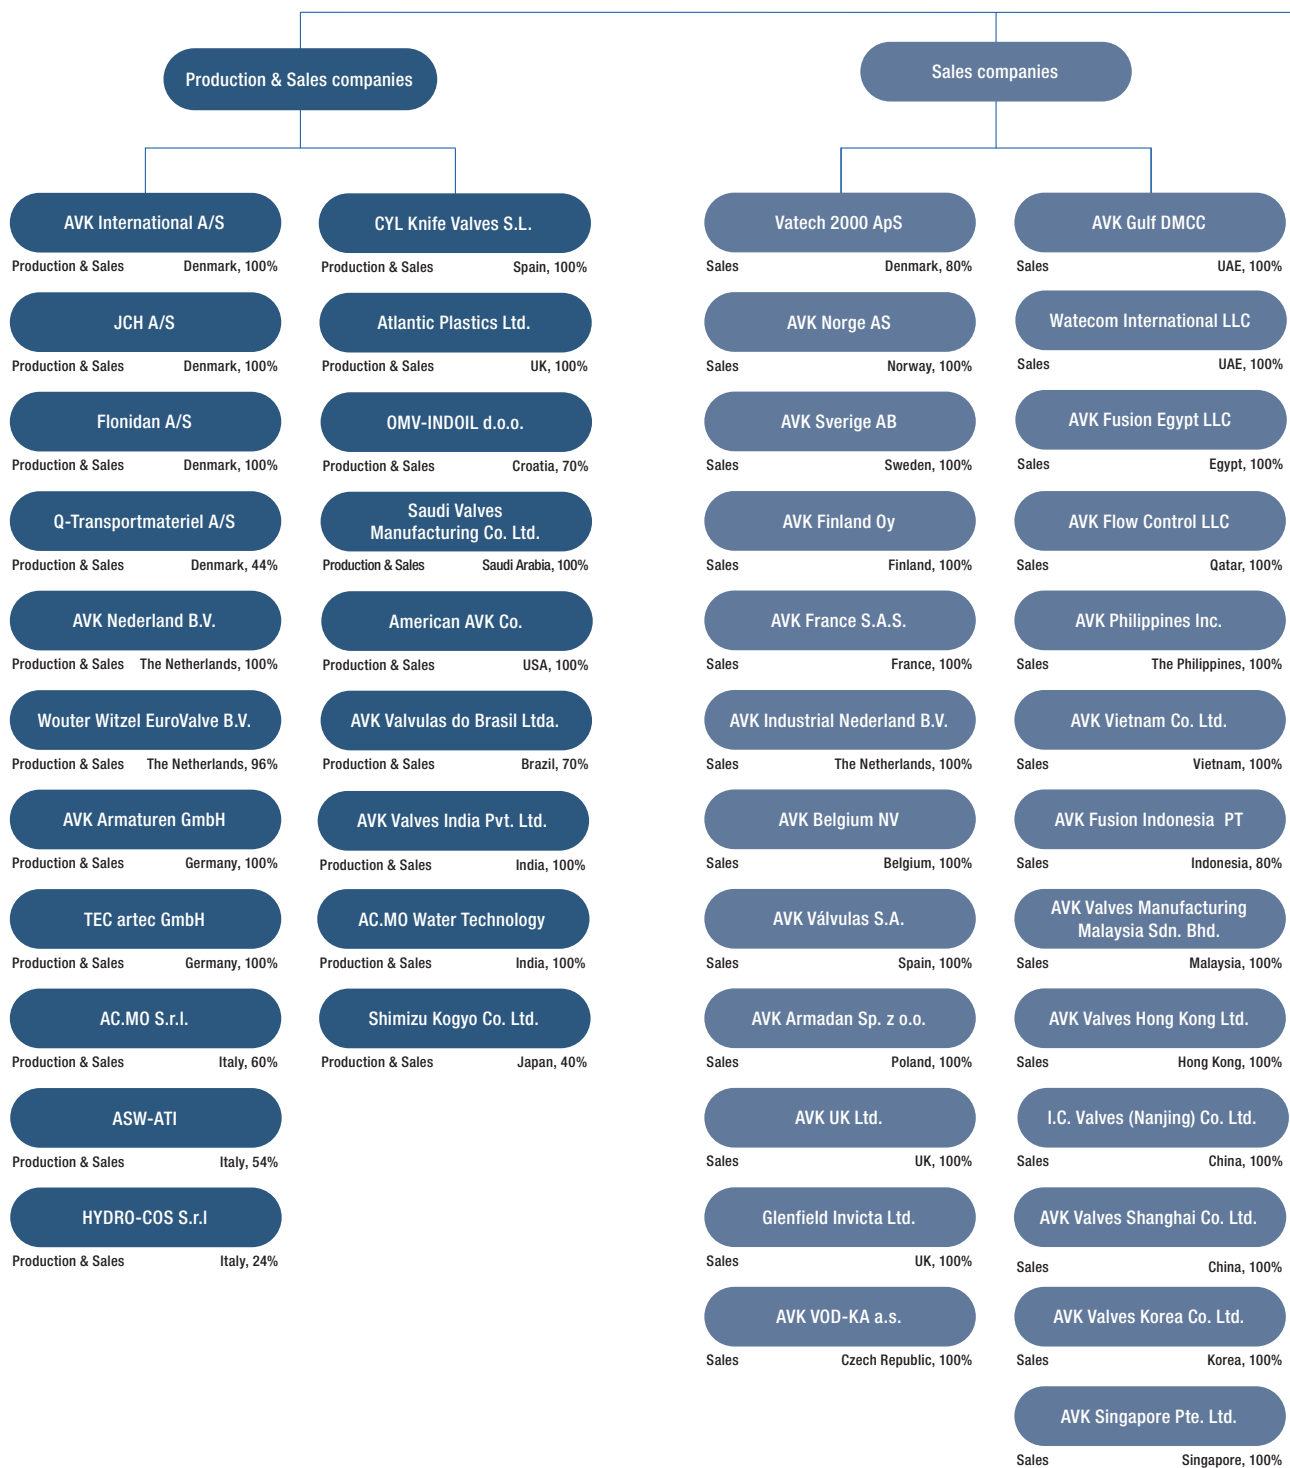 Production & Sales companies
AVK International A/S
Production & Sales Denmark, 100%
JCH A/S
Production & Sales Denmark, 100%
Flonidan A/S
Production & Sales Denmark, 100%
Q-Transportmateriel A/S
Production & Sales Denmark, 44%
AVK Nederland B.V.
Production & Sales The Netherlands, 100%
Wouter Witzel EuroValve B.V.
Production & Sales The Netherlands, 96%
AVK Armaturen GmbH
Production & Sales Germany, 100%
TEC artec GmbH
Production & Sales Germany, 100%
AC.MO S.r.l.
Production & Sales Italy, 60%
ASW-ATI
Production & Sales Italy, 54%
HYDRO-COS S.r.l
Production & Sales Italy, 24%
CYL Knife Valves S.L.
Production & Sales Spain, 100%
Atlantic Plastics Ltd.
Production & Sales UK, 100%
OMV-INDOIL d.o.o.
Production & Sales Croatia, 70%
Saudi Valves
Manufacturing Co. Ltd.
Production & Sales Saudi Arabia, 100%
American AVK Co.
Production & Sales USA, 100%
AVK Valvulas do Brasil Ltda.
Production & Sales Brazil, 70%
AVK Valves India Pvt. Ltd.
Production & Sales India, 100%
AC.MO Water Technology
Production & Sales India, 100%
Shimizu Kogyo Co. Ltd.
Production & Sales Japan, 40%
Sales companies
Vatech 2000 ApS
Sales Denmark, 80%
AVK Norge AS
Sales Norway, 100%
AVK Sverige AB
Sales Sweden, 100%
AVK Finland Oy
Sales Finland, 100%
AVK France S.A.S.
Sales France, 100%
AVK Industrial Nederland B.V.
Sales The Netherlands, 100%
AVK Belgium NV
Sales Belgium, 100%
AVK Válvulas S.A.
Sales Spain, 100%
AVK Armadan Sp. z o.o.
Sales Poland, 100%
AVK UK Ltd.
Sales UK, 100%
Glenfield Invicta Ltd.
Sales UK, 100%
AVK VOD-KA a.s.
Sales Czech Republic, 100%
AVK Gulf DMCC
Sales UAE, 100%
Watecom International LLC
Sales UAE, 100%
AVK Fusion Egypt LLC
Sales Egypt, 100%
AVK Flow Control LLC
Sales Qatar, 100%
AVK Philippines Inc.
Sales The Philippines, 100%
AVK Vietnam Co. Ltd.
Sales Vietnam, 100%
AVK Fusion Indonesia PT
Sales Indonesia, 80%
AVK Valves Manufacturing
Malaysia Sdn. Bhd.
Sales Malaysia, 100%
AVK Valves Hong Kong Ltd.
Sales Hong Kong, 100%
I.C. Valves (Nanjing) Co. Ltd.
Sales China, 100%
AVK Valves Shanghai Co. Ltd.
Sales China, 100%
AVK Valves Korea Co. Ltd.
Sales Korea, 100%
AVK Singapore Pte. Ltd.
Sales Singapore, 100%